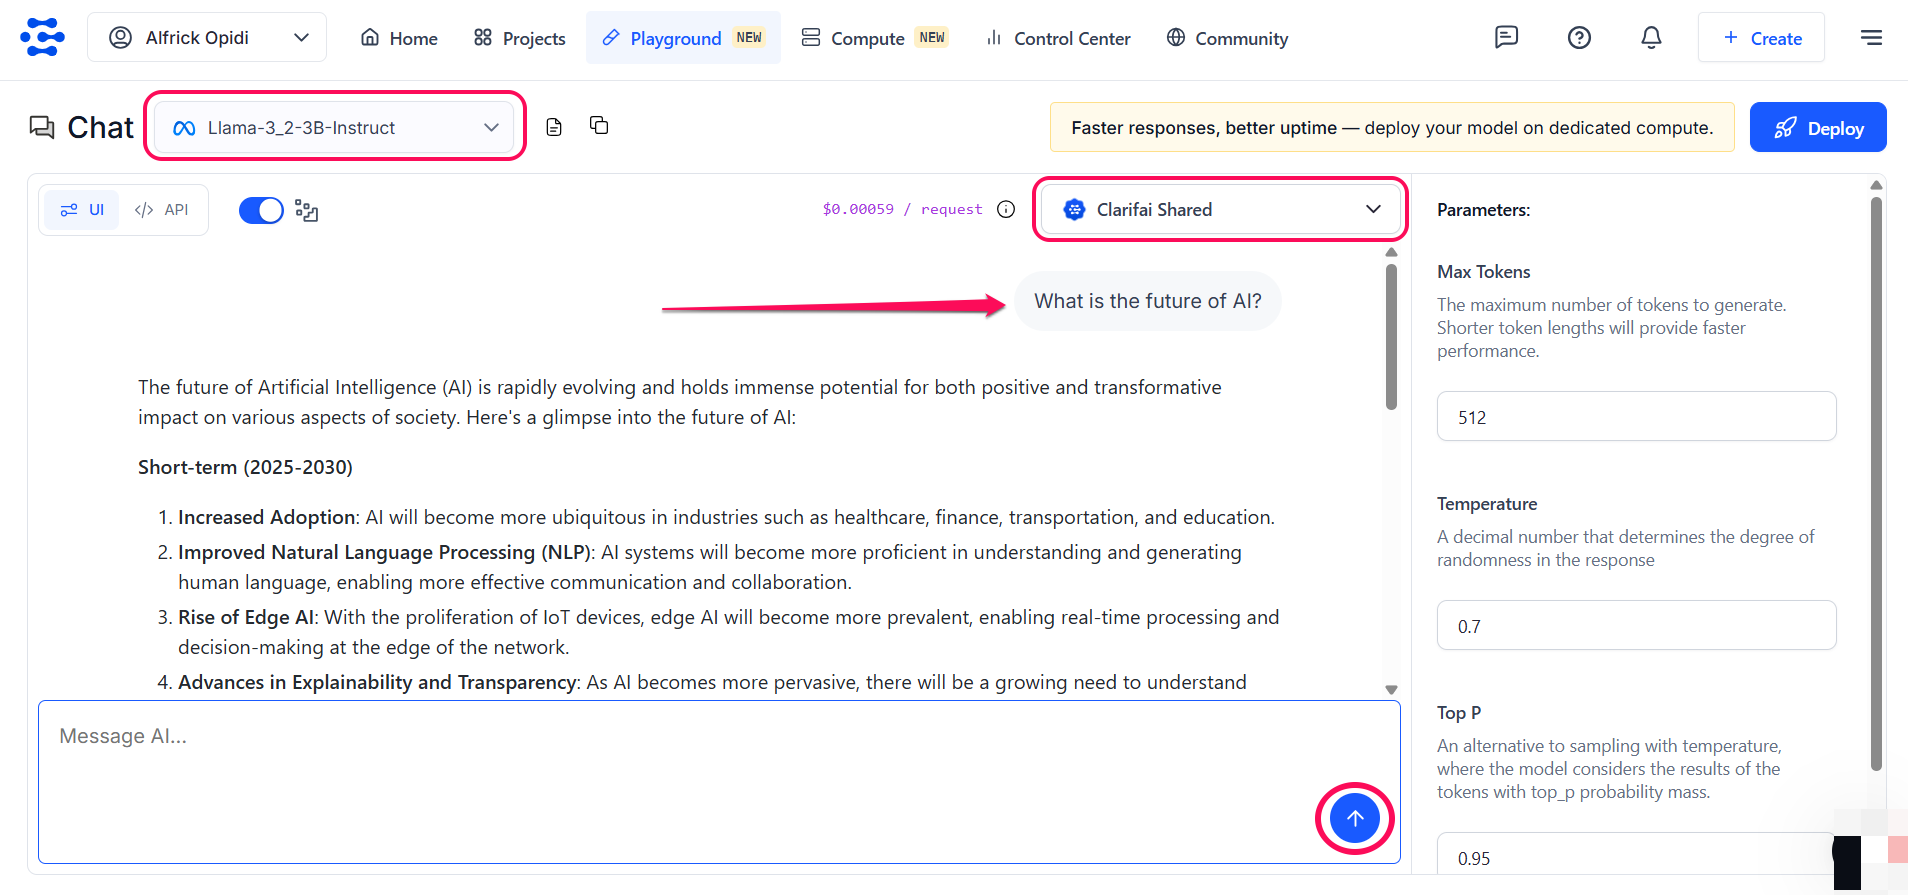 Alfrick Opidi
Home
Projects
Playground NEW
Compute NEW
Control Center
Community
+ Create
Chat
Llama-3_2-3B-Instruct
Faster responses, better uptime — deploy your model on dedicated compute.
Deploy
UI
</> API
$0.00059 / request
Clarifai Shared
What is the future of AI?
The future of Artificial Intelligence (AI) is rapidly evolving and holds immense potential for both positive and transformative
impact on various aspects of society. Here's a glimpse into the future of AI:
Short-term (2025-2030)
1. Increased Adoption: AI will become more ubiquitous in industries such as healthcare, finance, transportation, and education.
2. Improved Natural Language Processing (NLP): AI systems will become more proficient in understanding and generating
human language, enabling more effective communication and collaboration.
3. Rise of Edge AI: With the proliferation of IoT devices, edge AI will become more prevalent, enabling real-time processing and
decision-making at the edge of the network.
4. Advances in Explainability and Transparency: As AI becomes more pervasive, there will be a growing need to understand
Message AI...
Parameters:
Max Tokens
The maximum number of tokens to generate.
Shorter token lengths will provide faster
performance.
512
Temperature
A decimal number that determines the degree of
randomness in the response
0.7
Top P
An alternative to sampling with temperature,
where the model considers the results of the
tokens with top_p probability mass.
0.95